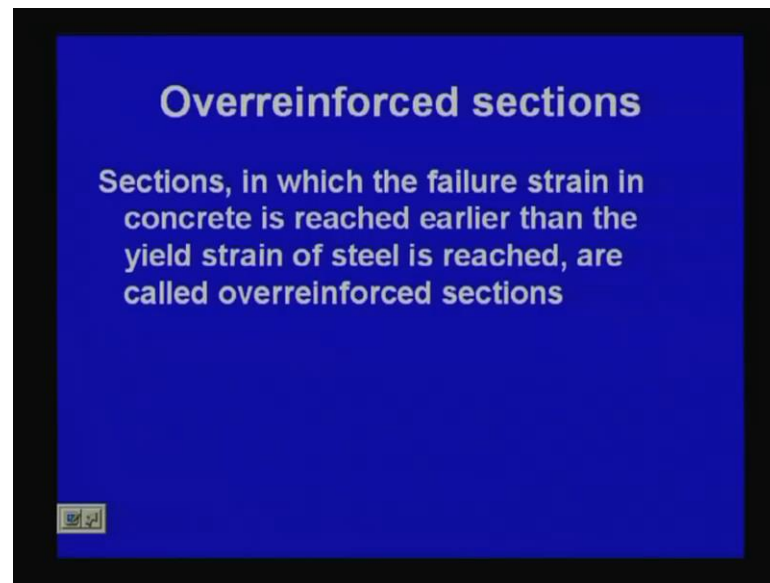 Overreinforced sections
Sections, in which the failure strain in
concrete is reached earlier than the
yield strain of steel is reached, are
called overreinforced sections